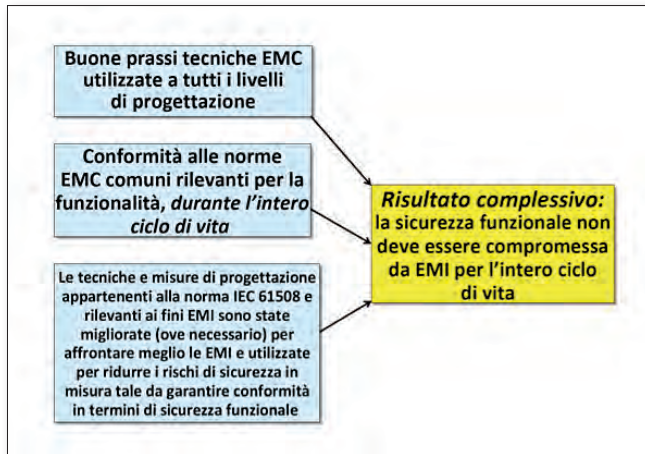 Buone prassi tecniche EMC
utilizzate a tutti i livelli
di progettazione
Conformità alle norme
EMC comuni rilevanti per la
funzionalità, durante l'intero
ciclo di vita
Le tecniche e misure di progettazione
appartenenti alla norma IEC 61508 e
rilevanti ai fini EMI sono state
migliorate (ove necessario) per
affrontare meglio le EMI e utilizzate
per ridurre i rischi di sicurezza in
misura tale da garantire conformità
in termini di sicurezza funzionale
Risultato complessivo:
la sicurezza funzionale non
deve essere compromessa
da EMI per l'intero ciclo
di vita